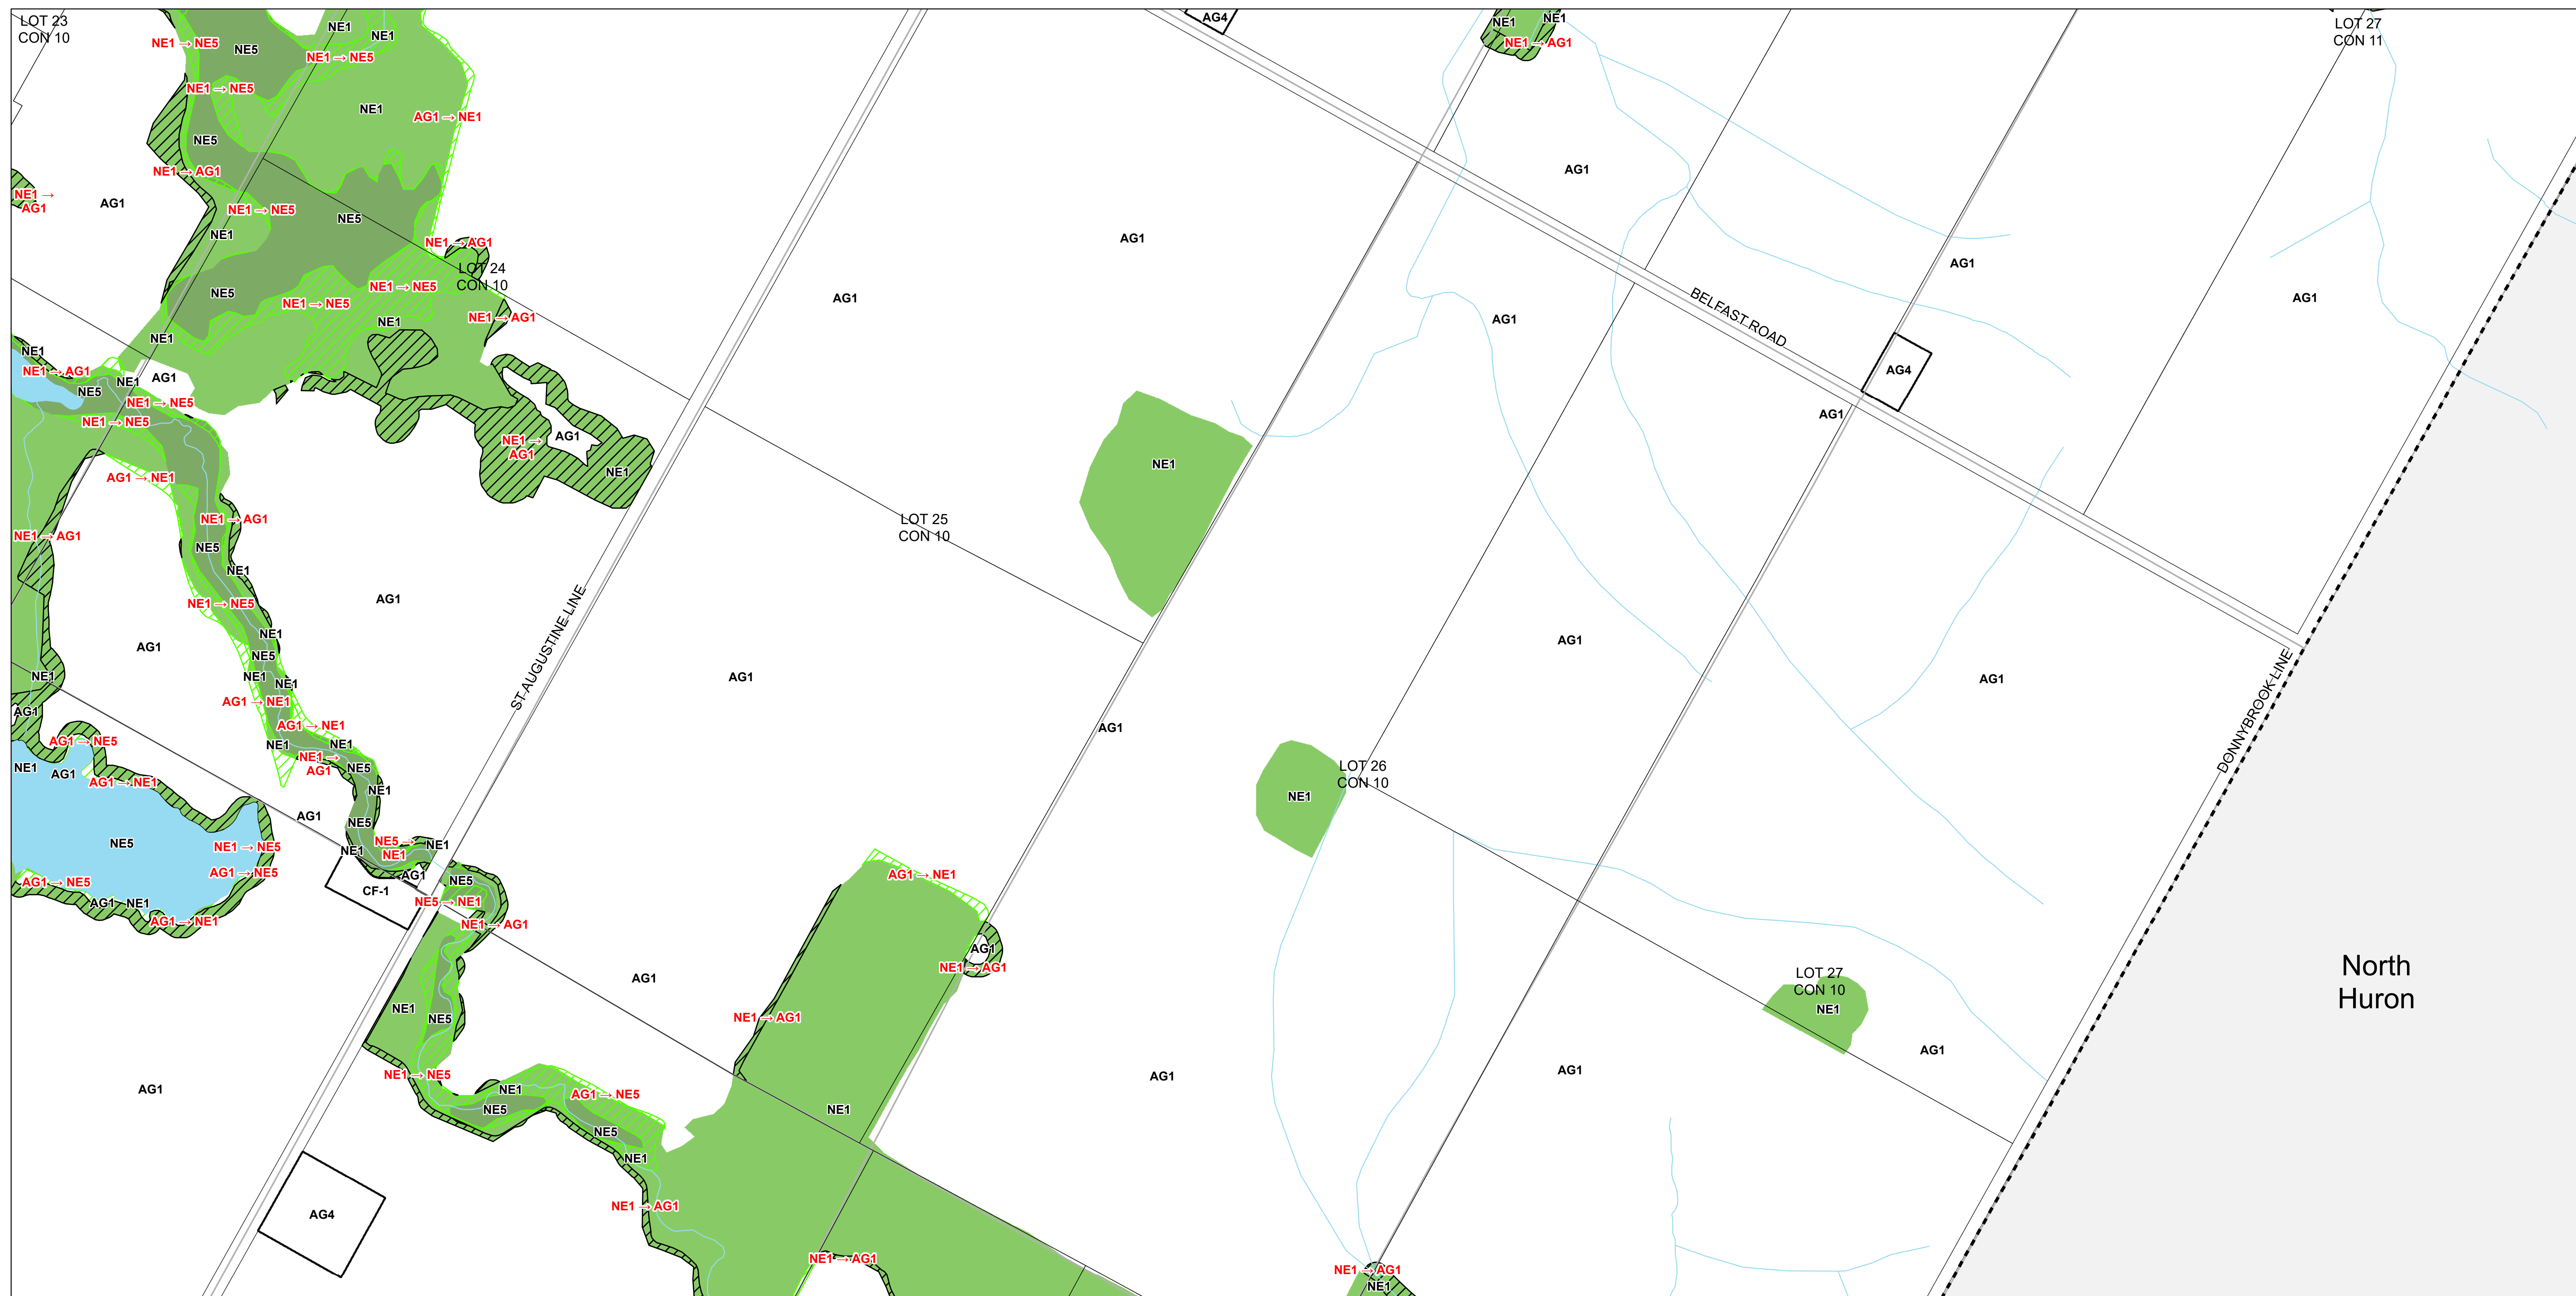 LOT 23
CON 10
AG4
NE1
NE1
LOT 27
CON 11
NE1
NE1
NE1 → NE5
NE5
NE1 → NE5
NE1 → AG1
NE1 → NE5
NE1
AG1 → NE1
NE5
NE1 → AG1
AG1
NE1 →
AG1
AG1
NE1 → NE5
NE5
NE1
AG1
NE1 → AG1
AG1
LOT 24
CON 10
NE5
NE1 → NE5
NE1 → NE5
AG1
AG1
NE1 → AG1
NE1
AG1
BELFAST ROAD
NE1
NE1
NE1 → AG1
AG1
NE1
NE5
AG4
NE1 → NE5
NE1 → NE5
AG1
NE1 →
AG1
AG1
NE1
NE1
AG1 → NE1
NE1 → AG1
LOT 25
CON 10
NE1 → AG1
NE5
NE1
AG1
NE1 → NE5
NE1
AG1
AG1
ST AUGUSTINE LINE
NE5
NE1
NE1
NE1
AG1
AG1
DONNYBROOK LINE
AG1 → NE1
AG1
AG1 → NE1
AG1
AG1 → NE5
NE1
NE1
NE1 →
AG1
NE5
NE1
AG1
AG1 → NE1
LOT 26
CON 10
NE1
NE1
AG1
NE5
NE5
NE1 → NE5
NE5 →
NE1
NE1
NE1
AG1 → NE5
AG1
AG1 → NE1
AG1 → NE5
NE5
CF-1
AG1
NE1
NE5 → NE1
AG1 → NE1
NE1 → AG1
AG1
NE1 → AG1
AG1
North
Huron
LOT 27
CON 10
NE1
NE1
NE5
NE1 → AG1
AG1
NE1 → NE5
AG1
AG1
AG1
NE1
AG1 → NE5
NE5
NE1
NE5
NE1
NE1 → AG1
AG4
NE1 → AG1
NE1 → AG1
NE1